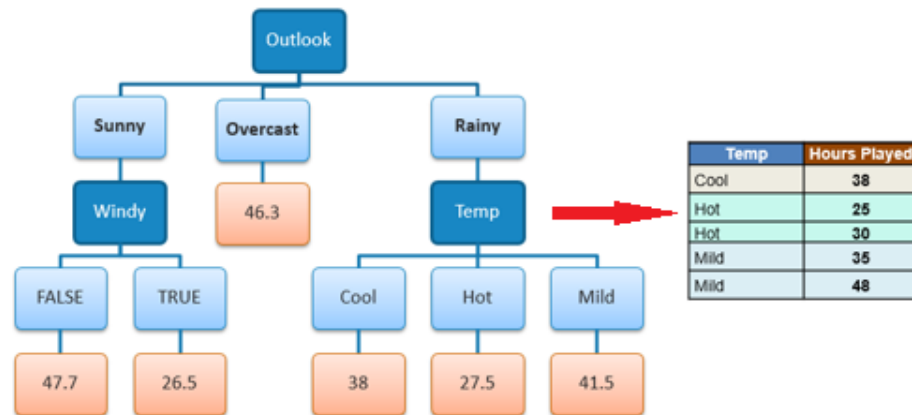 Outlook
Sunny Overcast Rainy
Windy 46.3 Temp
FALSE TRUE Cool Hot Mild
47.7 26.5 38 27.5 41.5
Temp Hours Played
Cool 38
Hot 25
Hot 30
Mild 35
Mild 48